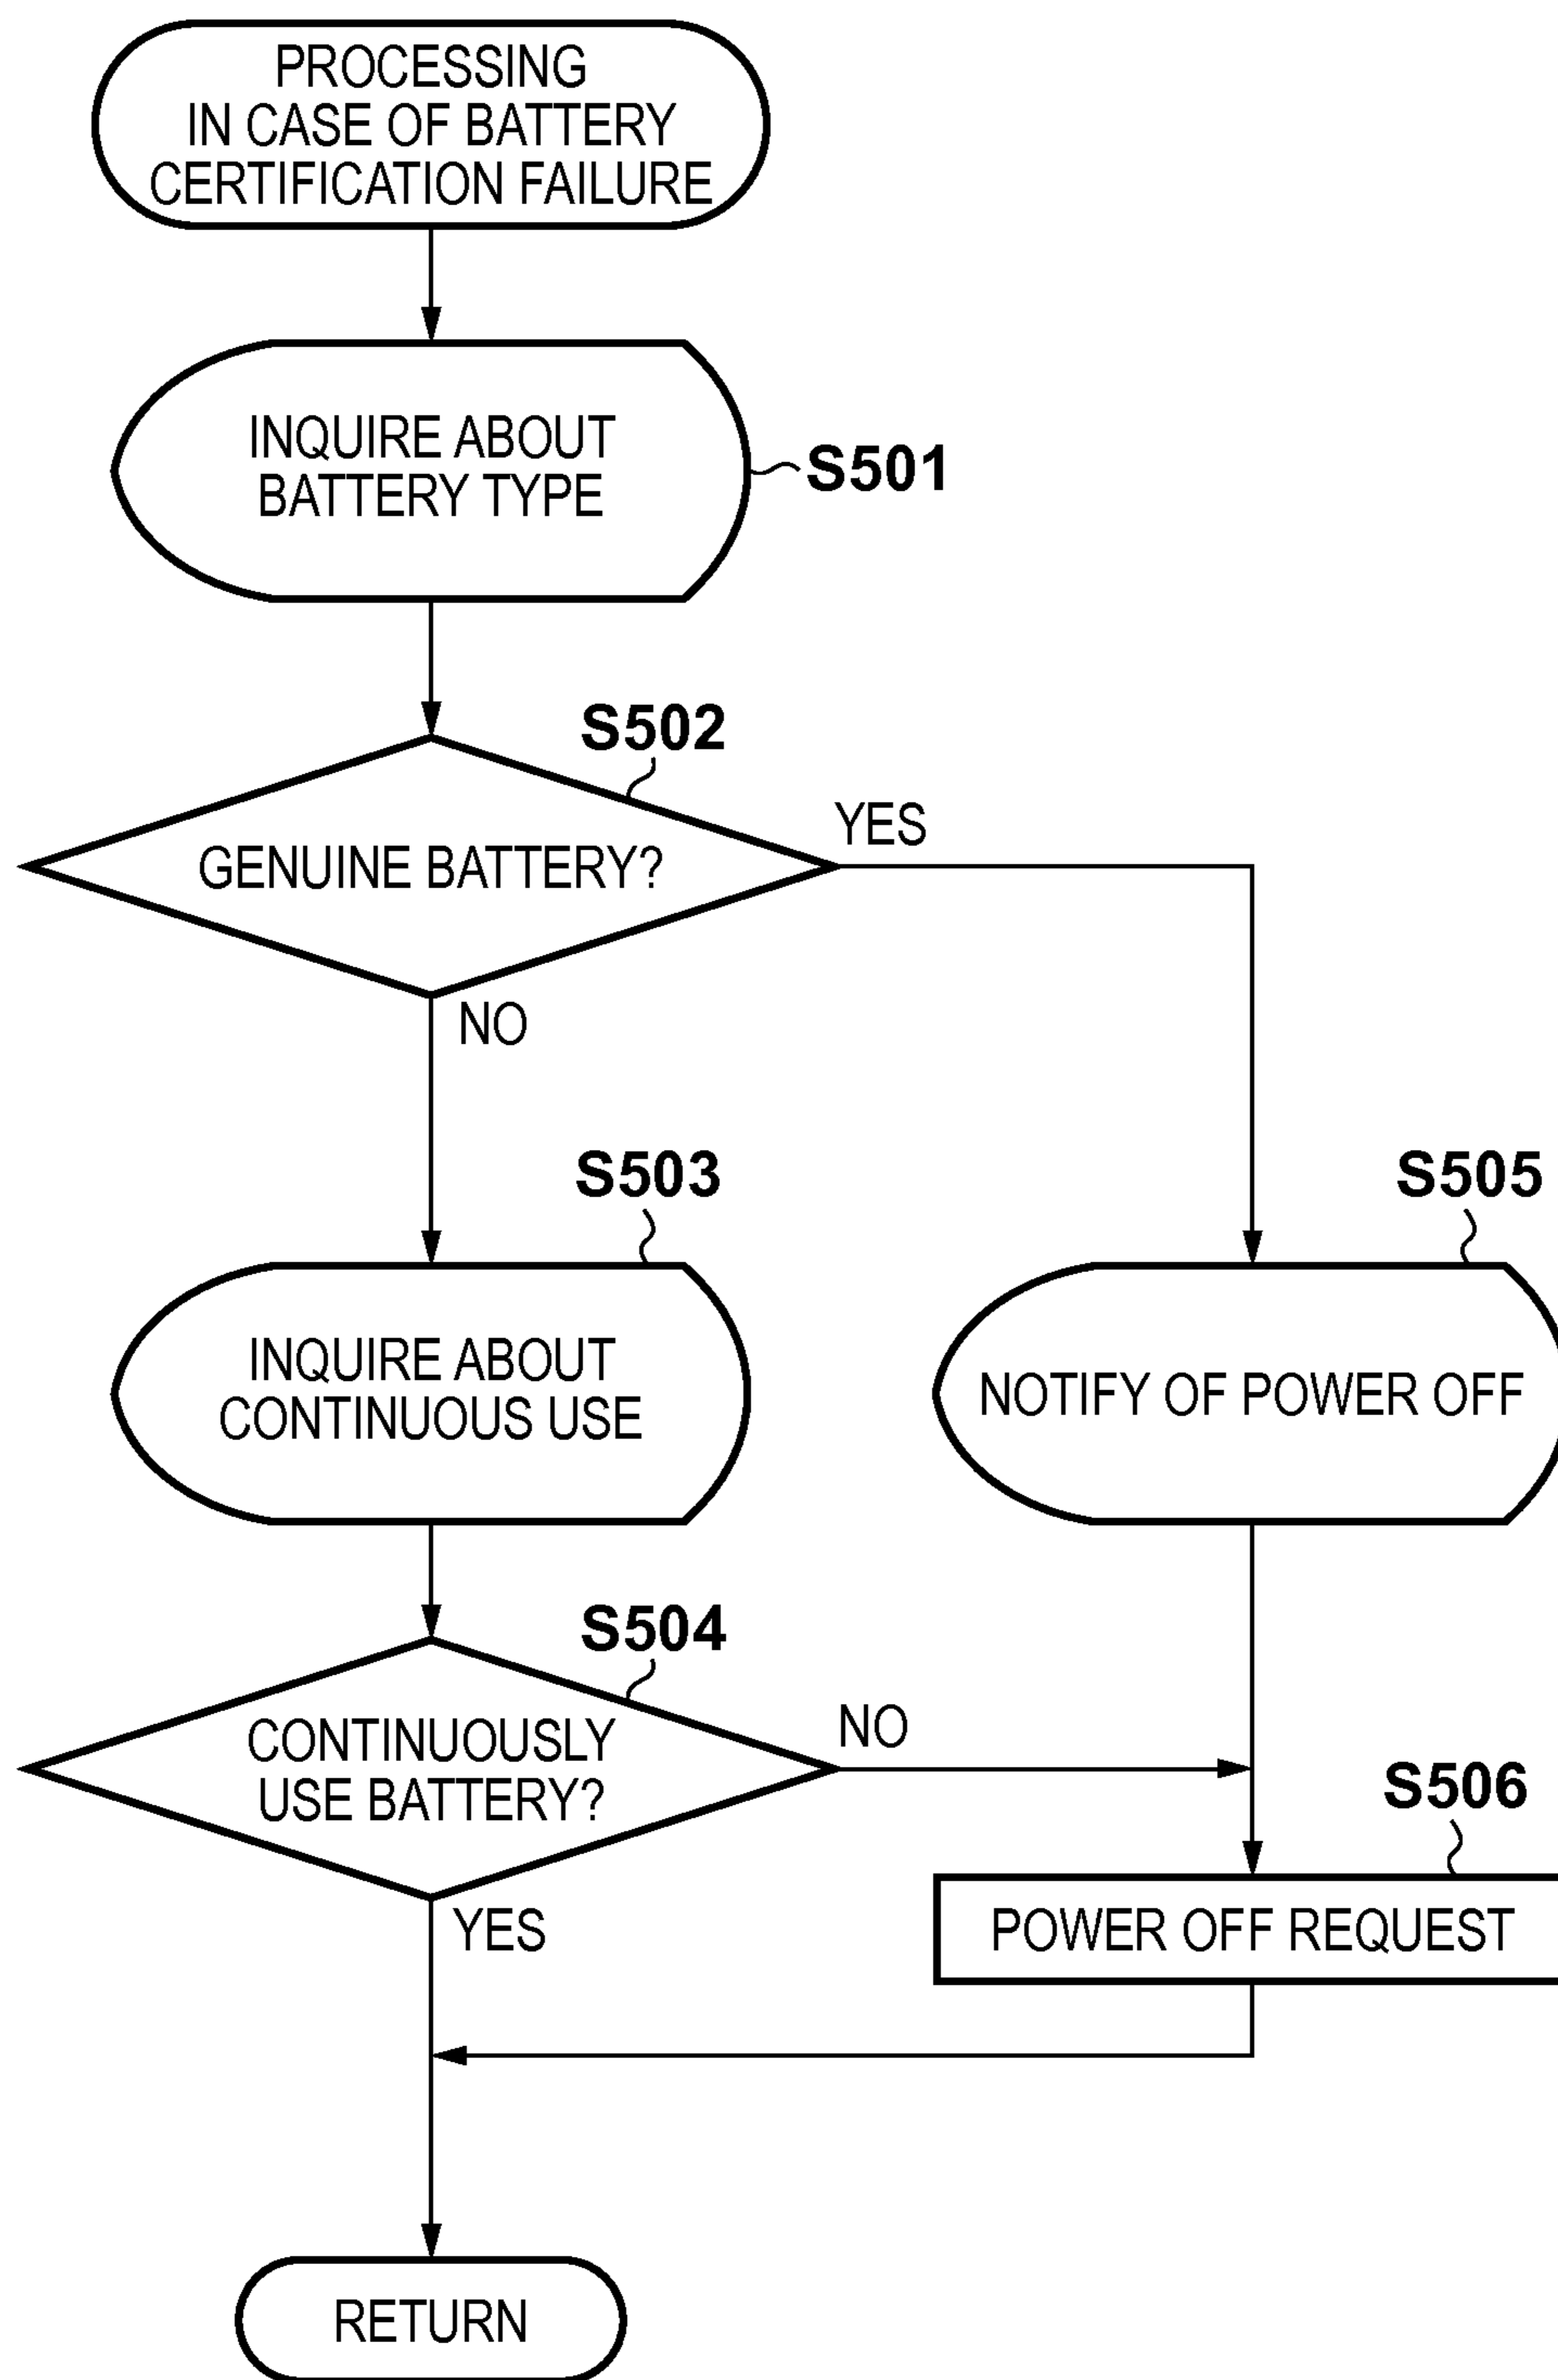 PROCESSING
IN CASE OF BATTERY
CERTIFICATION FAILURE
INQUIRE ABOUT
BATTERY TYPE
S501
S502
GENUINE BATTERY?
YES
NO
S503
S505
INQUIRE ABOUT
CONTINUOUS USE
NOTIFY OF POWER OFF
S504
CONTINUOUSLY
USE BATTERY?
NO
YES
S506
POWER OFF REQUEST
RETURN